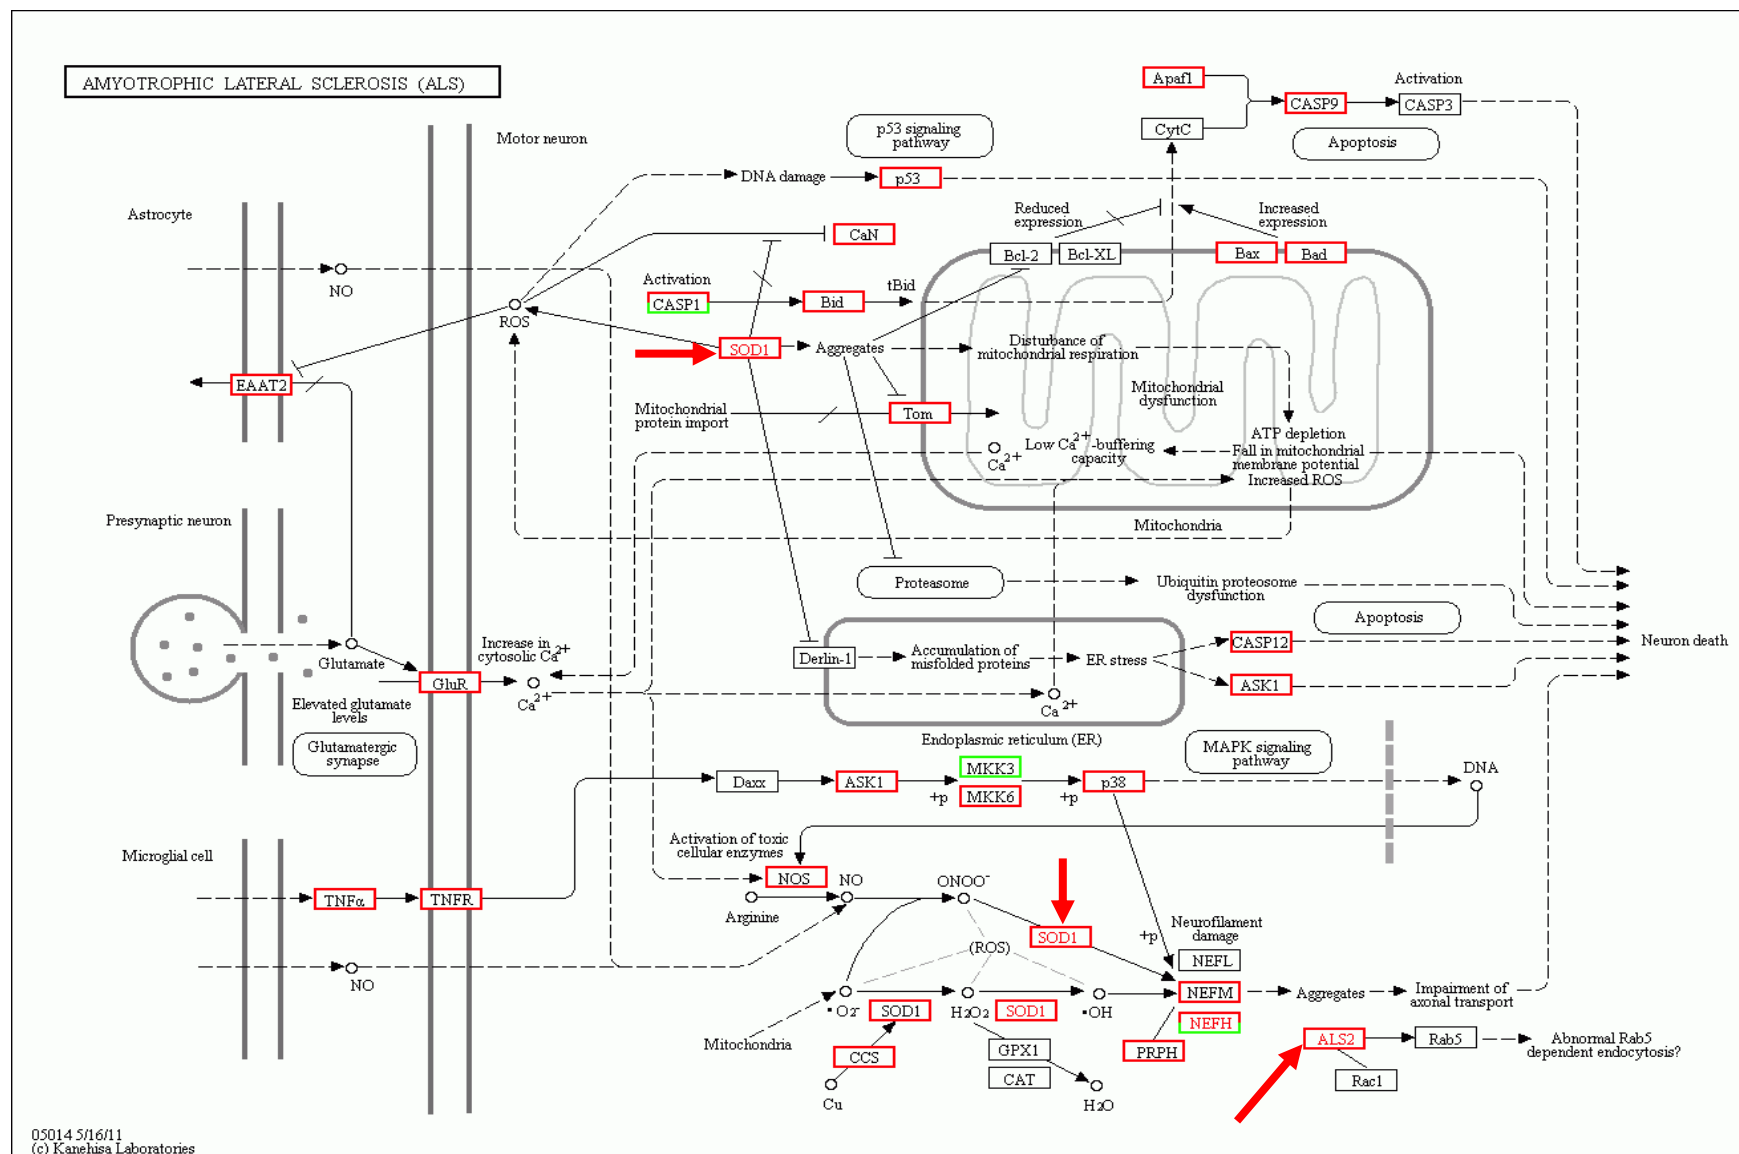 AMYOTROPHIC LATERAL SCLEROSIS (ALS)
Apaf1
Activation
CASP9
CASP3
CytC
Apoptosis
Motor neuron
p53 signaling
pathway
DNA damage
p53
Astrocyte
Reduced
expression
Increased
expression
CaN
Bcl-2
Bcl-XL
Bax
Bad
NO
Activation
tBid
CASP1
Bid
ROS
SOD1
Aggregates
Disturbance of
mitochondrial respiration
EAAT2
Mitochondrial
dysfunction
Mitochondrial
protein import
Tom
ATP depletion
Fall in mitochondrial
membrane potential
Increased ROS
Low Ca2+-buffering
capacity
Ca2+
Presynaptic neuron
Mitochondria
Proteasome
Ubiquitin proteosome
dysfunction
Apoptosis
Increase in
cytosolic Ca2+
Glutamate
Derlin-1
Accumulation of
misfolded proteins
ER stress
CASP12
Neuron death
GluR
Ca2+
ASK1
Ca2+
Elevated glutamate
levels
Endoplasmic reticulum (ER)
Glutamatergic
synapse
MAPK signaling
pathway
Daxx
ASK1
MKK3
MKK6
+p
p38
+p
DNA
Activation of toxic
cellular enzymes
Microglial cell
NOS
NO
ONOO-
TNFα
TNFR
Arginine
SOD1
+p
Neurofilament
damage
(ROS)
NEFL
NO
NEFM
Aggregates
Impairment of
axonal transport
•O2-
SOD1
H2O2
SOD1
•OH
NEFH
Mitochondria
CCS
GPX1
PRPH
ALS2
Rab5
Abnormal Rab5
dependent endocytosis?
CAT
Rac1
Cu
H2O
05014 5/16/11
(c) Kanehisa Laboratories